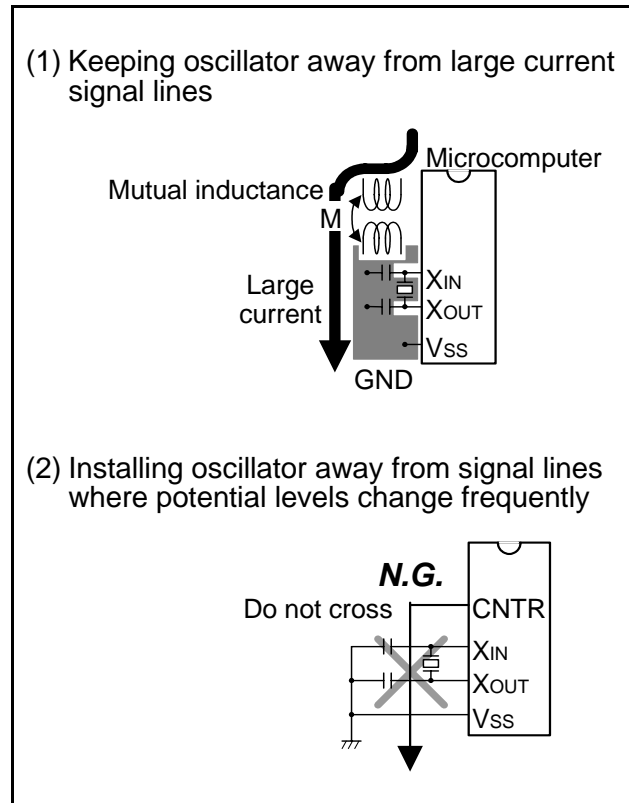 (1) Keeping oscillator away from large current
signal lines
Microcomputer
Mutual inductance
M
Large
current
XIN
XOUT
VSS
GND
(2) Installing oscillator away from signal lines
where potential levels change frequently
N.G.
Do not cross
CNTR
XIN
XOUT
VSS